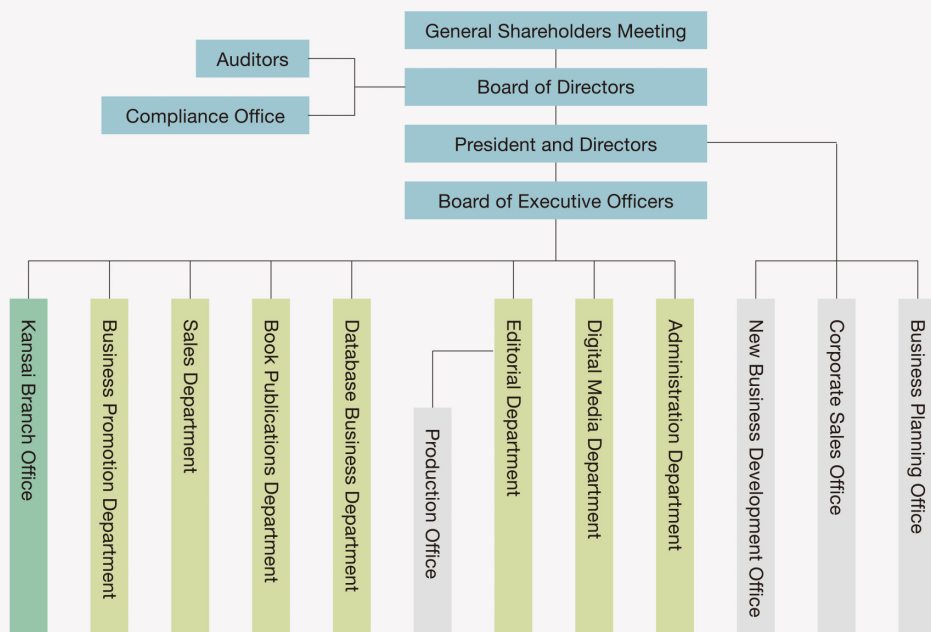 General Shareholders Meeting
Auditors
Board of Directors
Compliance Office
President and Directors
Board of Executive Officers
Kansai Branch Office
Business Promotion Department
Sales Department
Book Publications Department
Database Business Department
Production Office
Editorial Department
Digital Media Department
Administration Department
New Business Development Office
Corporate Sales Office
Business Planning Office